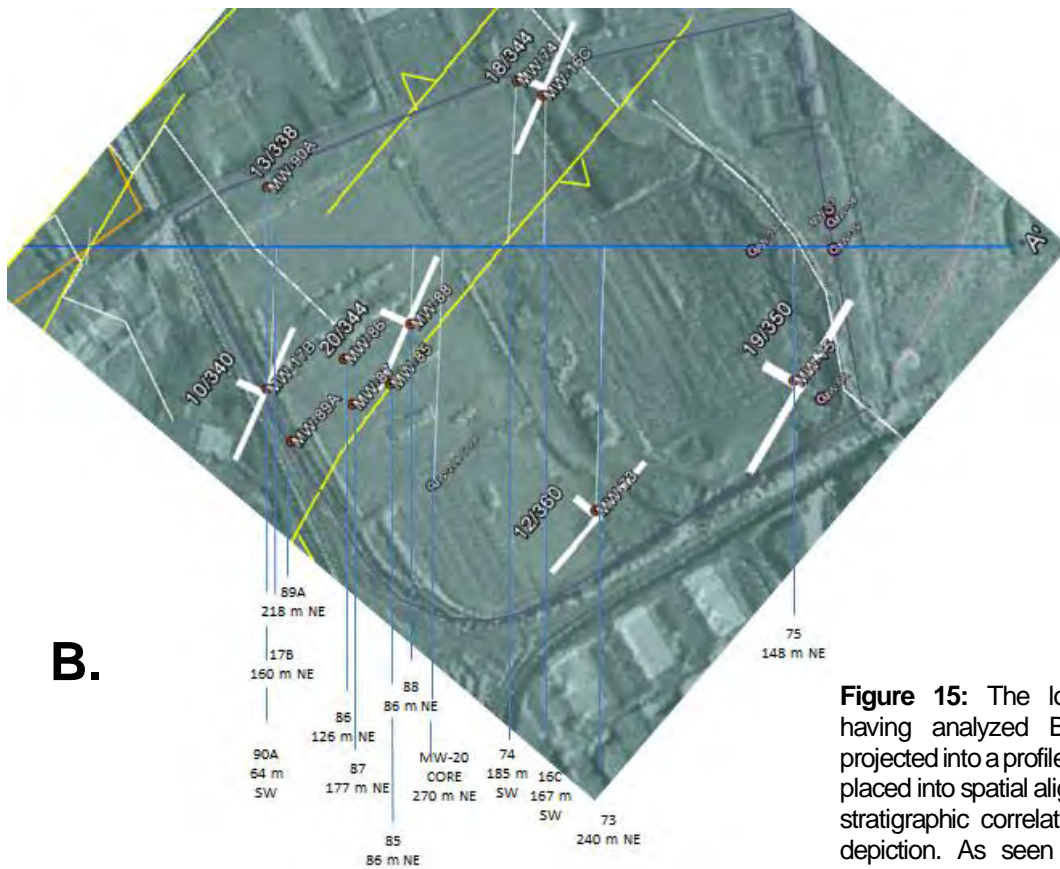 18/344
MW-74
MW-16C
13/338
MW-90A
A'
20/344
MW-88
MW-86
10/340
MW-17B
MW-87
MW-85
MW-89A
19/350
MW-75
12/360
MW-73
89A
218 m NE
17B
160 m NE
90A
64 m
SW
86
126 m NE
87
177 m NE
85
86 m NE
88
86 m NE
MW-20
CORE
270 m NE
74
185 m
SW
16C
167 m
SW
73
240 m NE
75
148 m NE
B.
Figure 15: The lo
having analyzed B
projected into a profile
placed into spatial alig
stratigraphic correlat
depiction. As seen